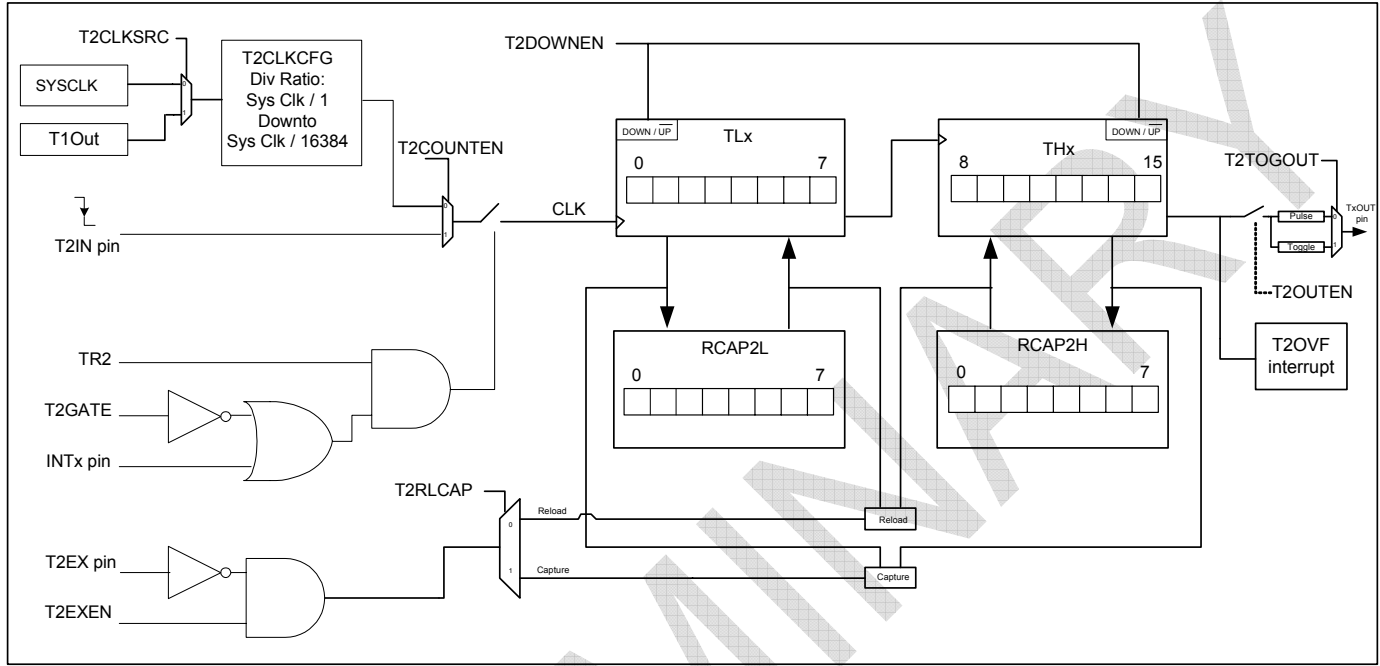 T2CLKSRC
SYSCLK
0
1
T1Out
T2CLKCFG
Div Ratio:
Sys Clk / 1
Downto
Sys Clk / 16384
T2COUNTEN
0
1
T2IN pin
CLK
T2DOWNEN
DOWN / UP
TLx
0 7
DOWN / UP
THx
8 15
T2TOGOUT
TxOUT
pin
Pulse
0
Toggle
1
T2OUTEN
T2OVF
interrupt
RCAP2L
0 7
RCAP2H
0 7
TR2
T2GATE
INTx pin
T2RLCAP
0
Reload
Reload
1
Capture
Capture
T2EX pin
T2EXEN
MINARY